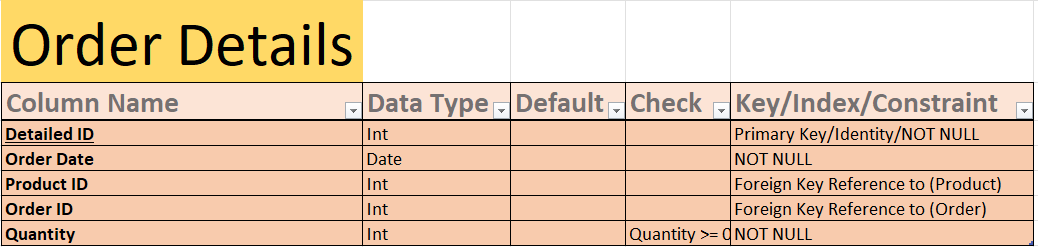 Order Details
Column Name Data Type Default Check Key/Index/Constraint
Detailed ID Int Primary Key/Identity/NOT NULL
Order Date Date NOT NULL
Product ID Int Foreign Key Reference to (Product)
Order ID Int Foreign Key Reference to (Order)
Quantity Int Quantity >= 0 NOT NULL